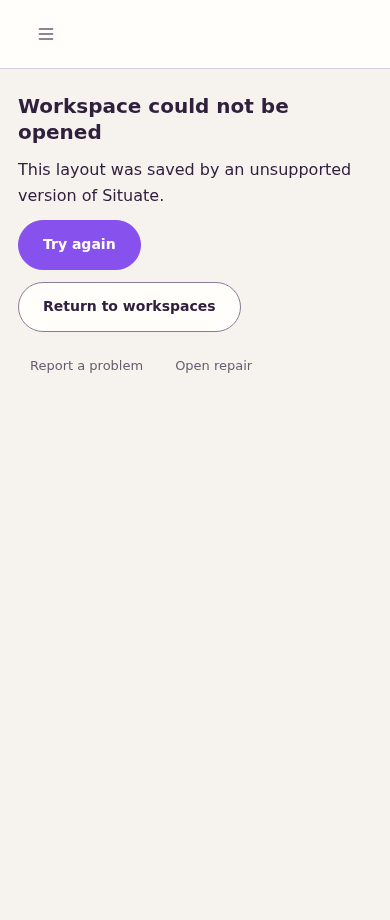 Workspace could not be
opened
This layout was saved by an unsupported
version of Situate.
Try again
Return to workspaces
Report a problem
Open repair